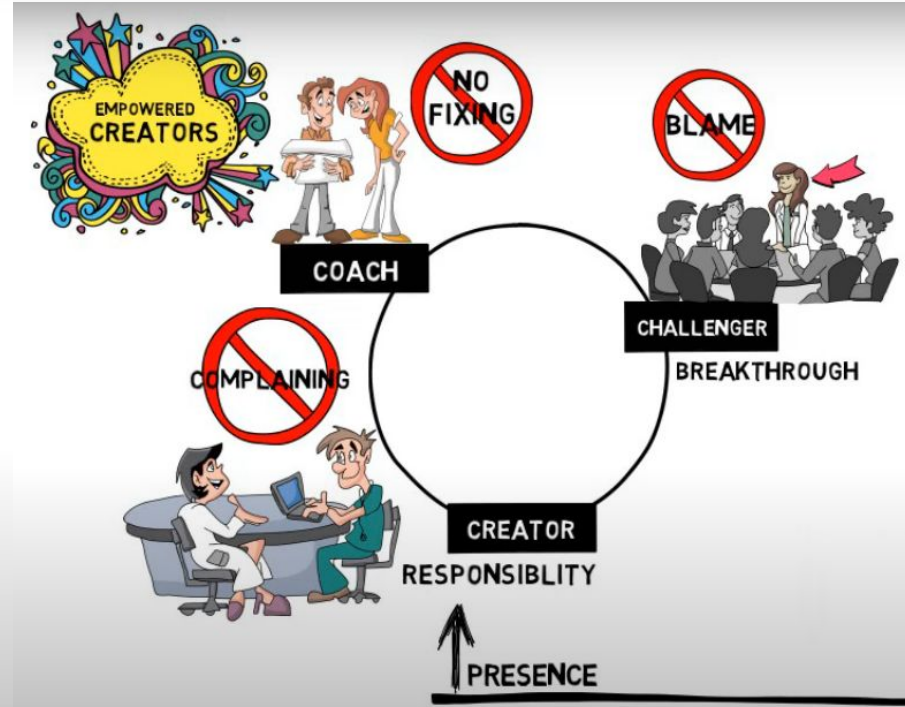 EMPOWERED
CREATORS
NO
FIXING
BLAME
COACH
CHALLENGER
BREAKTHROUGH
COMPLAINING
CREATOR
RESPONSIBLITY
PRESENCE